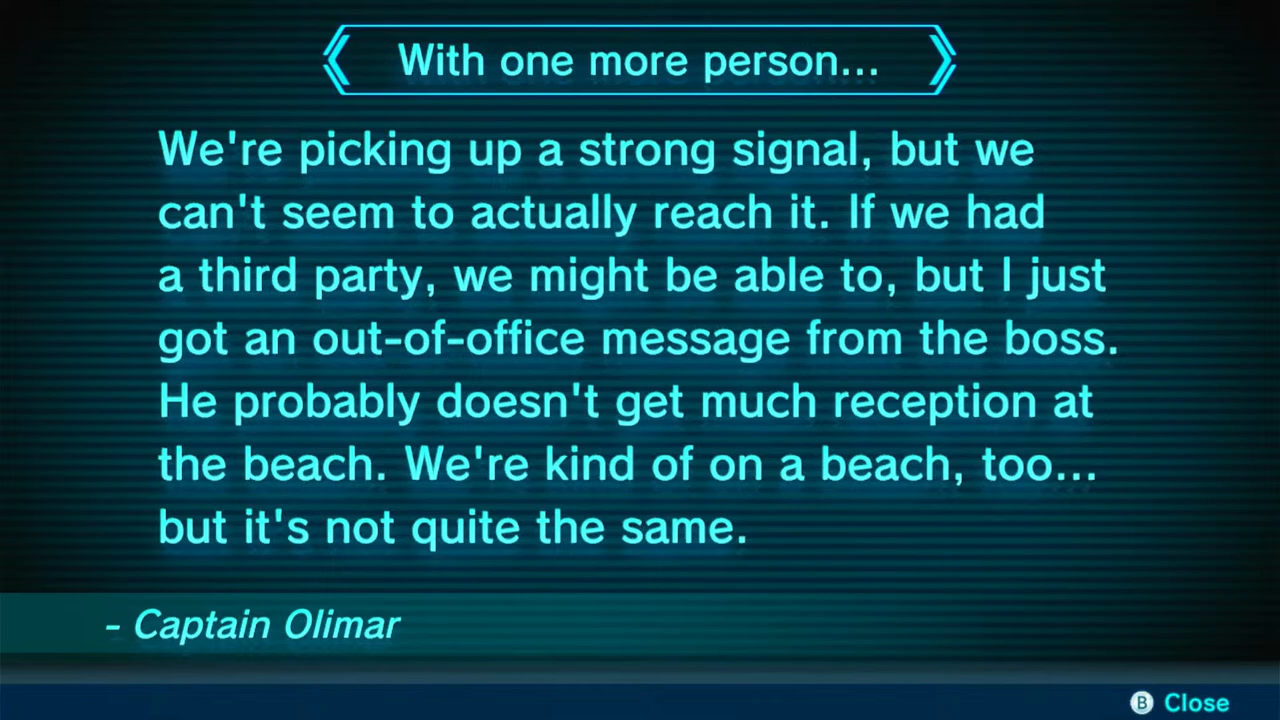 With one more person...
We're picking up a strong signal, but we
can't seem to actually reach it. If we had
a third party, we might be able to, but I just
got an out-of-office message from the boss.
He probably doesn't get much reception at
the beach. We're kind of on a beach, too...
but it's not quite the same.
- Captain Olimar
B Close